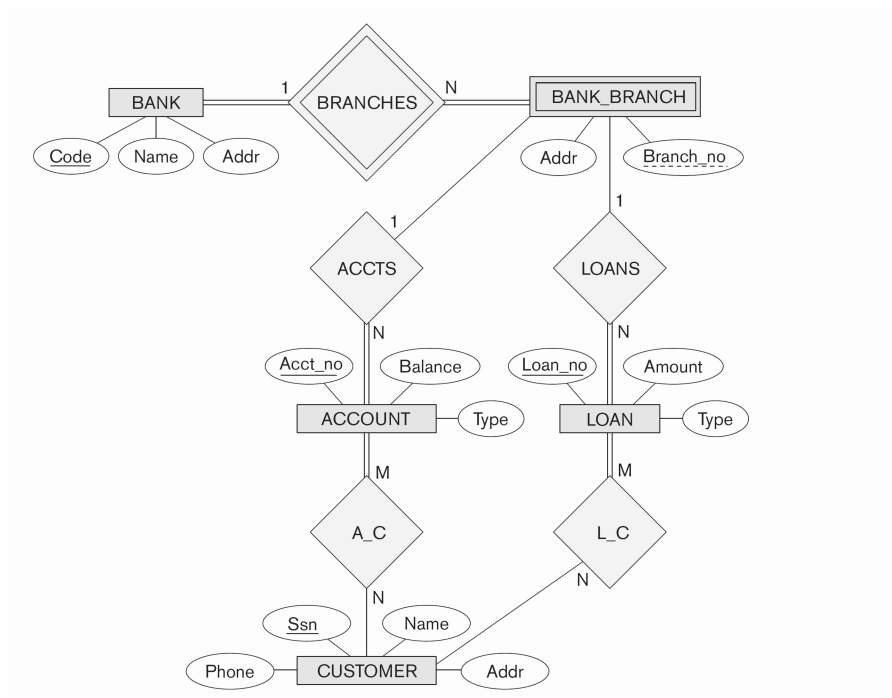 1
N
BANK
BRANCHES
BANK_BRANCH
Code
Name
Addr
Addr
Branch_no
1
1
ACCTS
LOANS
N
N
Acct_no
Balance
Loan_no
Amount
ACCOUNT
Type
LOAN
Type
M
M
A_C
L_C
N
N
Ssn
Name
Phone
CUSTOMER
Addr